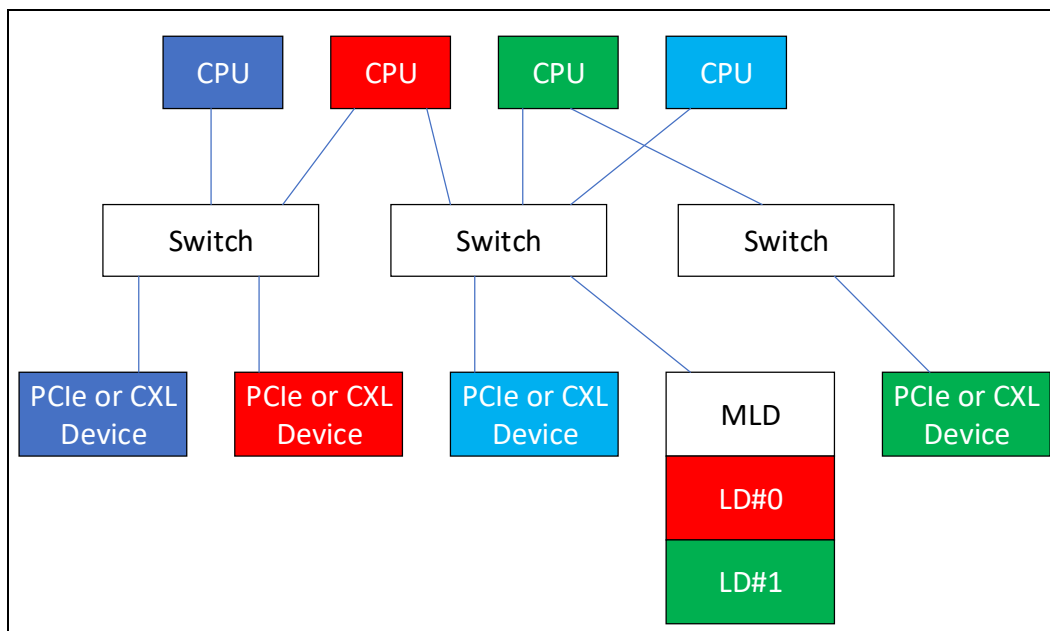 CPU
CPU
CPU
CPU
Switch
Switch
Switch
PCIe or CXL
Device
PCIe or CXL
Device
PCIe or CXL
Device
MLD
PCIe or CXL
Device
LD#0
LD#1